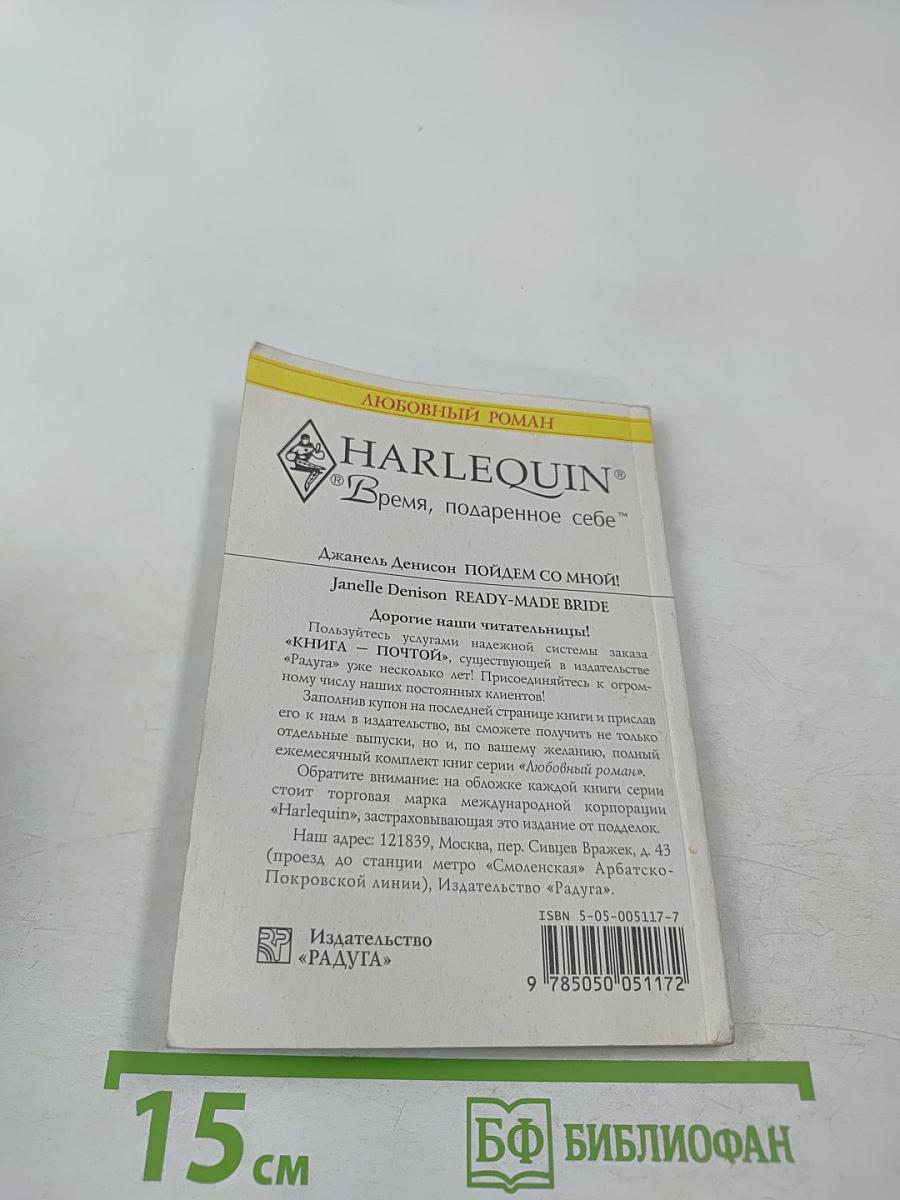 ЛЮБОВНЫЙ РОМАН
HARLEQUIN®
®Время, подаренное себе™
Джанель Денисон ПОЙДЕМ СО МНОЙ!
Janelle Denison READY-MADE BRIDE
Дорогие наши читательницы!
Пользуйтесь услугами надежной системы заказа
«КНИГА — ПОЧТОЙ», существующей в издательстве
«Радуга» уже несколько лет! Присоединяйтесь к огром-
ному числу наших постоянных клиентов!
Заполнив купон на последней странице книги и прислав
его к нам в издательство, вы сможете получить не только
отдельные выпуски, но и, по вашему желанию, полный
ежемесячный комплект книг серии «Любовный роман».
Обратите внимание: на обложке каждой книги серии
стоит торговая марка международной корпорации
«Harlequin», застраховывающая это издание от подделок.
Наш адрес: 121839, Москва, пер. Сивцев Вражек, д. 43
(проезд до станции метро «Смоленская» Арбатско-
Покровской линии), Издательство «Радуга».
ISBN 5-05-005117-7
Издательство
«РАДУГА»
9 785050 051172
15 см
БФ БИБЛИОФАН